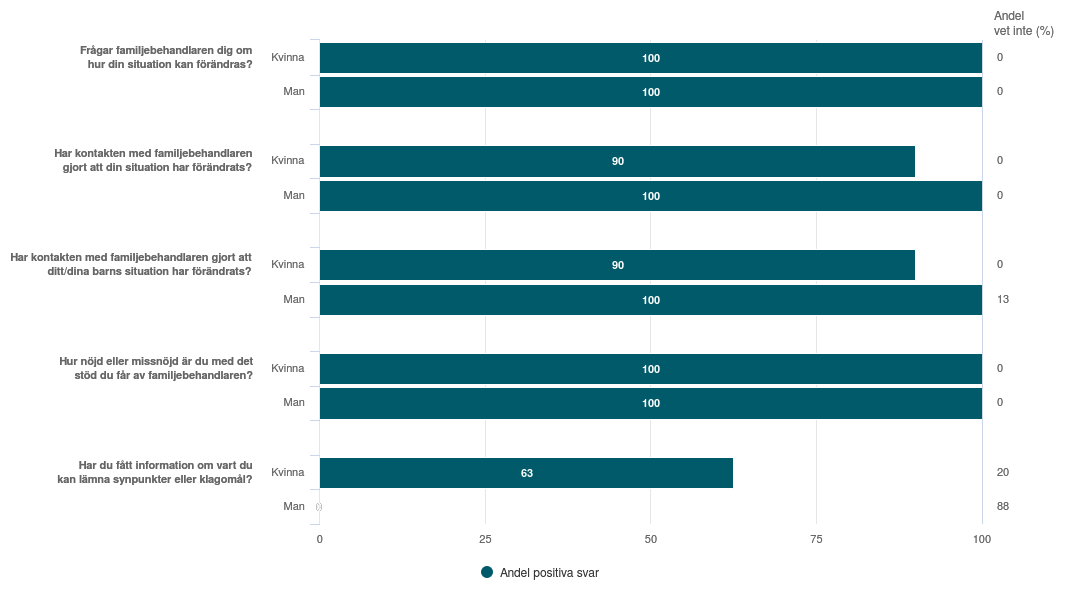 Andel
vet inte (%)
Frågar familjebehandlaren dig om
hur din situation kan förändras?
Kvinna
100
0
Man
100
0
Har kontakten med familjebehandlaren
gjort att din situation har förändrats?
Kvinna
90
0
Man
100
0
Har kontakten med familjebehandlaren gjort att
ditt/dina barns situation har förändrats?
Kvinna
90
0
Man
100
13
Hur nöjd eller missnöjd är du med det
stöd du får av familjebehandlaren?
Kvinna
100
0
Man
100
0
Har du fått information om vart du
kan lämna synpunkter eller klagomål?
Kvinna
63
20
Man
88
0 25 50 75 100
Andel positiva svar